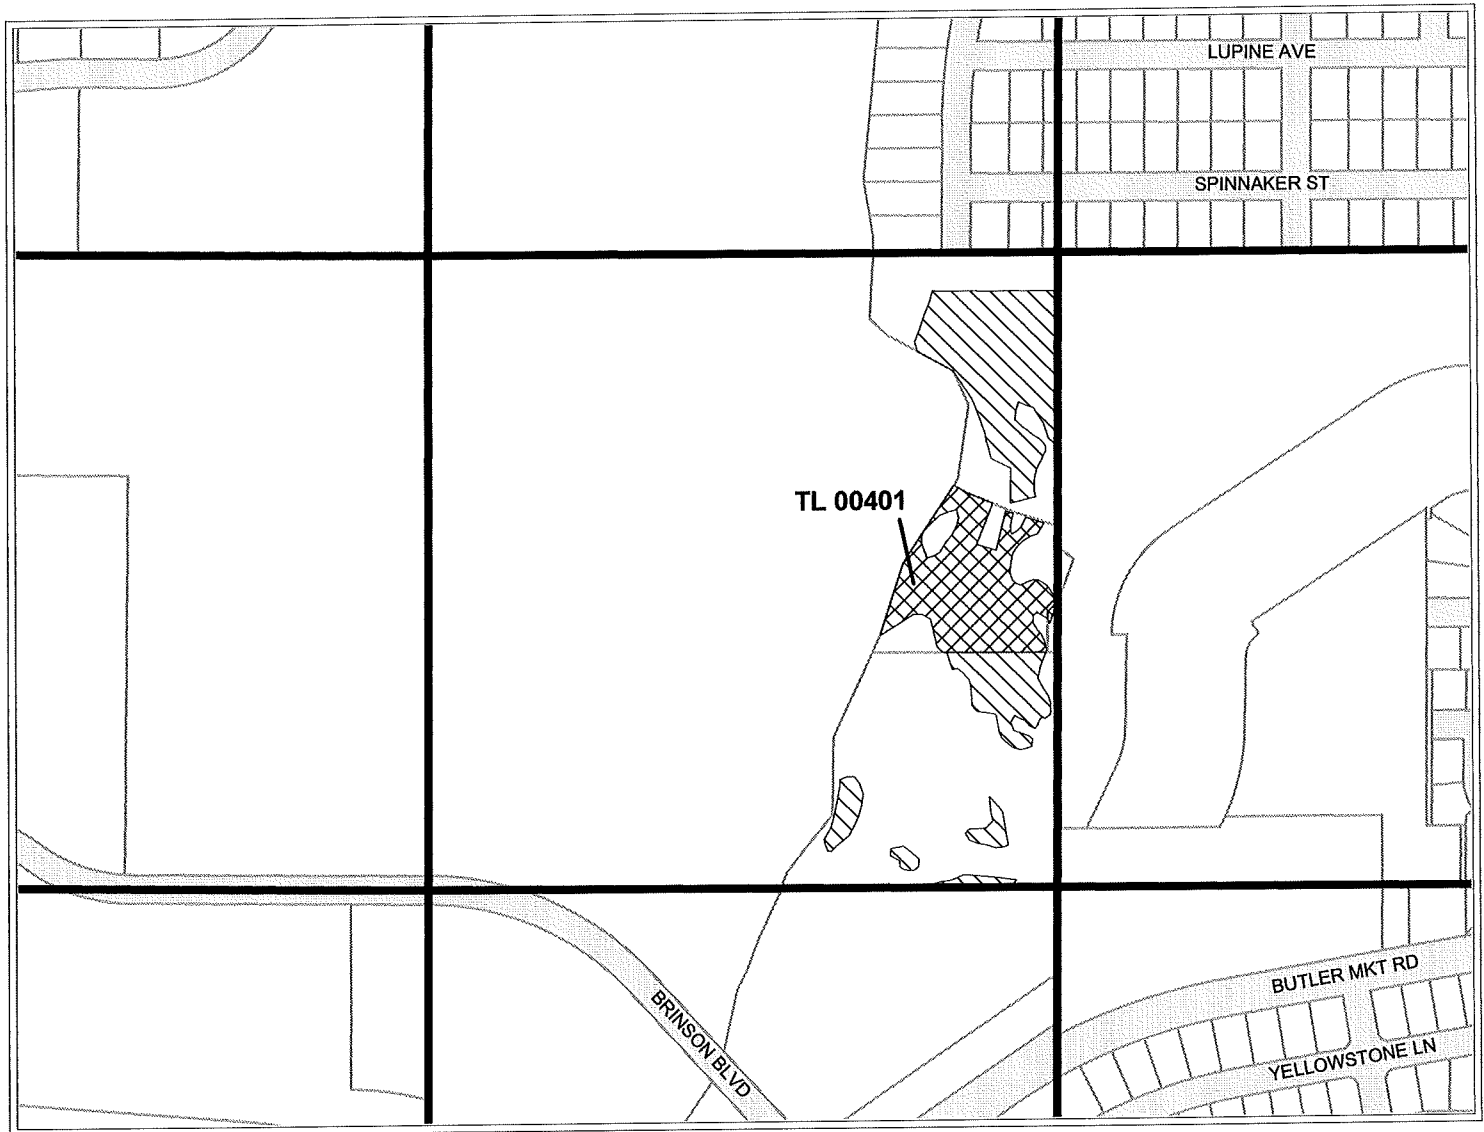 LUPINE AVE
SPINNAKER ST
TL 00401
BUTLER MKT RD
BRINSON BLVD
YELLOWSTONE LN